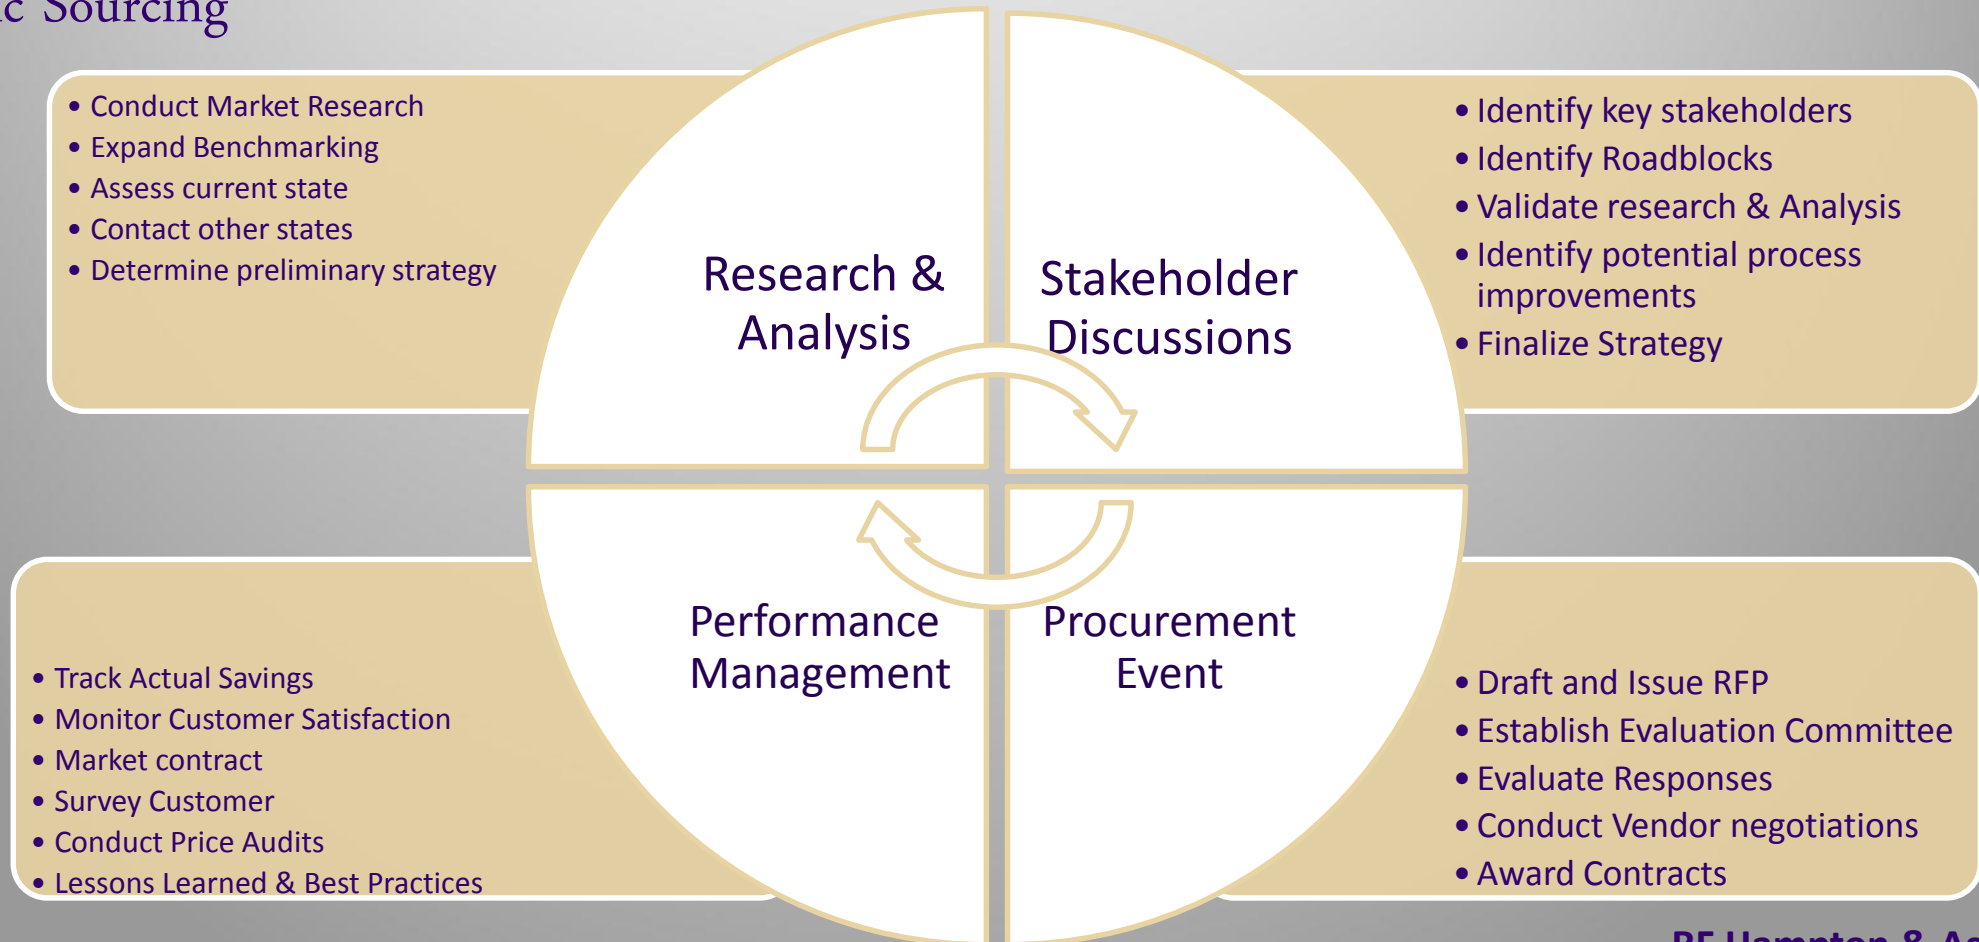 Sourcing
• Conduct Market Research
• Expand Benchmarking
• Assess current state
• Contact other states
• Determine preliminary strategy
Research &
Analysis
Stakeholder
Discussions
• Identify key stakeholders
• Identify Roadblocks
• Validate research & Analysis
• Identify potential process
improvements
• Finalize Strategy
• Track Actual Savings
• Monitor Customer Satisfaction
• Market contract
• Survey Customer
• Conduct Price Audits
• Lessons Learned & Best Practices
Performance
Management
Procurement
Event
• Draft and Issue RFP
• Establish Evaluation Committee
• Evaluate Responses
• Conduct Vendor negotiations
• Award Contracts
Hampton &